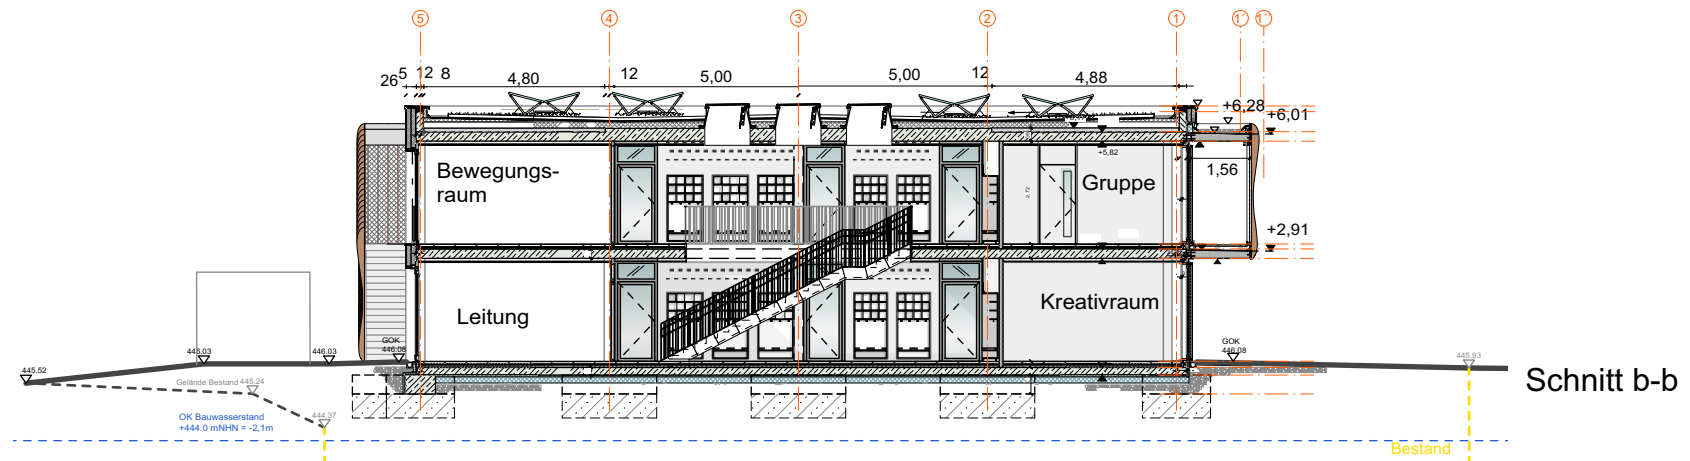 5 4 3 2 1 1' 1''
26 5 12 8 4,80 12 5,00 5,00 12 4,88
+6,28
+6,01
+5,82
Bewegungs-
raum
Gruppe
1,56
2,72
+2,91
Leitung
Kreativraum
GOK
446.08
GOK
446.08
446.03
446.03
445.52
445.93
Gelände Bestand 445.24
444.37
OK Bauwasserstand
+444.0 mNHN = -2,1m
Bestand
Schnitt b-b